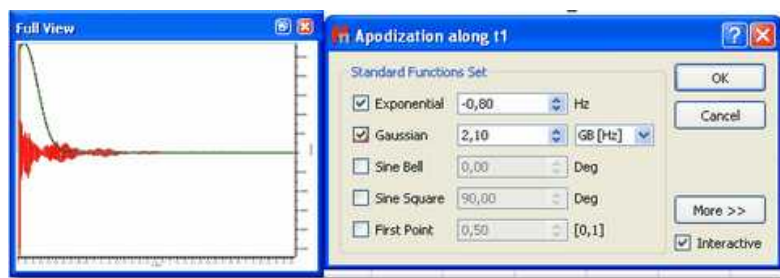 Full View
Apodization along t1
Standard Functions Set
Exponential -0,80 Hz
Gaussian 2,10 GB [Hz]
Sine Bell 0,00 Deg
Sine Square 90,00 Deg
First Point 0,50 [0,1]
OK
Cancel
More >>
Interactive